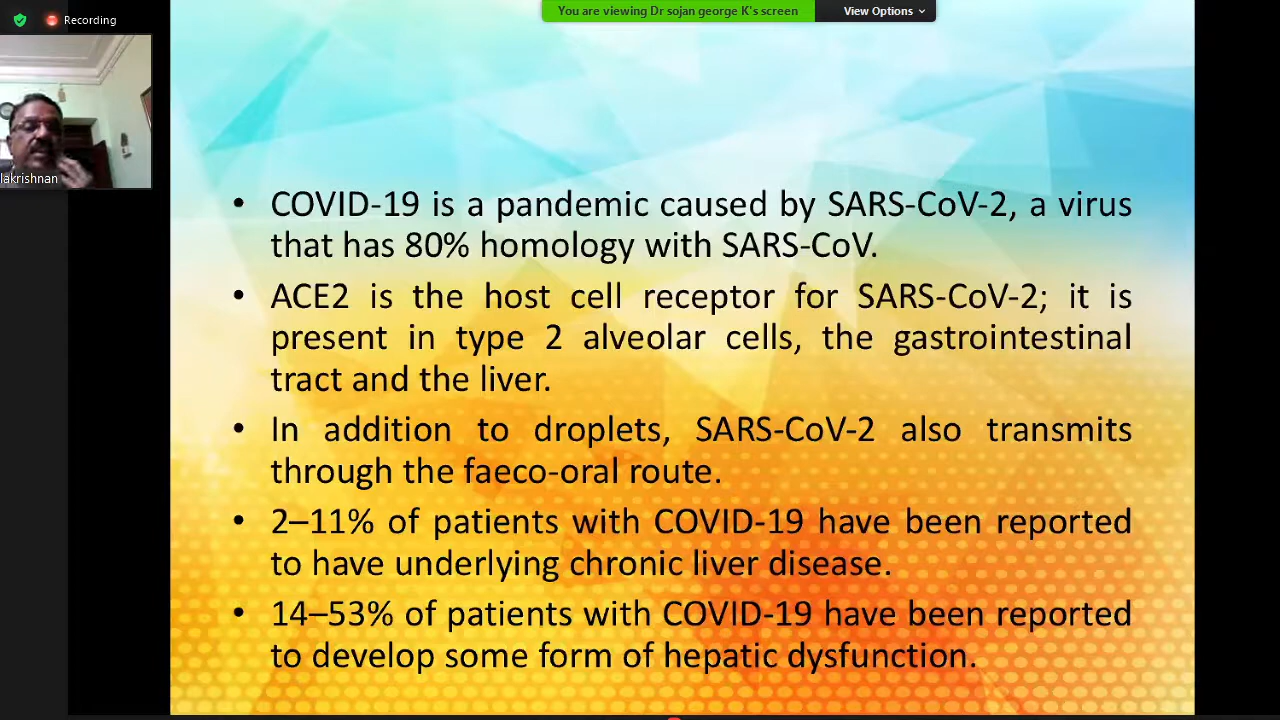 Recording
You are viewing Dr sojan george K's screen
View Options
lakrishnan
• COVID-19 is a pandemic caused by SARS-CoV-2, a virus
that has 80% homology with SARS-CoV.
• ACE2 is the host cell receptor for SARS-CoV-2; it is
present in type 2 alveolar cells, the gastrointestinal
tract and the liver.
• In addition to droplets, SARS-CoV-2 also transmits
through the faeco-oral route.
• 2–11% of patients with COVID-19 have been reported
to have underlying chronic liver disease.
• 14–53% of patients with COVID-19 have been reported
to develop some form of hepatic dysfunction.